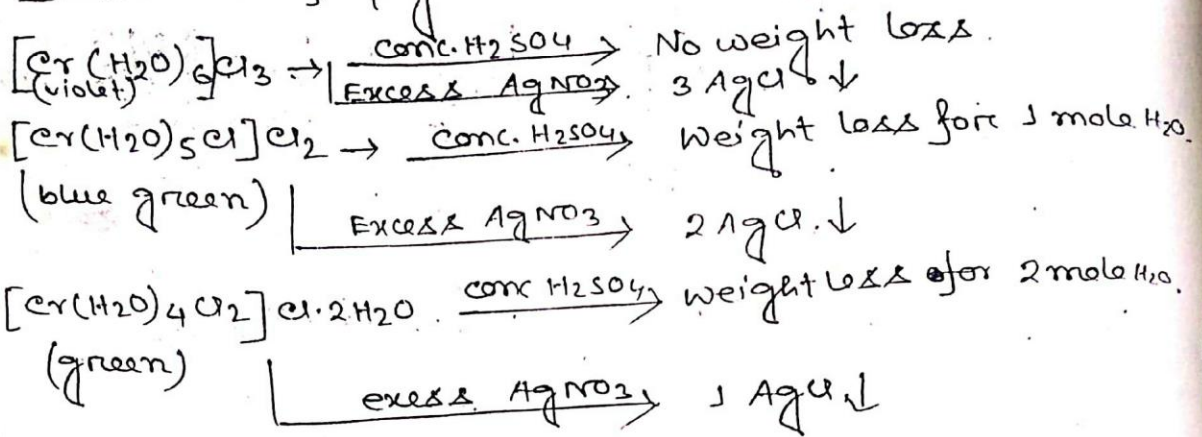 [Cr(H2O)6]Cl3 → conc. H2SO4 → No weight loss.
(violet) Excess AgNO3 → 3 AgCl ↓
[Cr(H2O)5Cl]Cl2 → conc. H2SO4 → weight loss for 1 mole H2O.
(blue green) Excess AgNO3 → 2 AgCl. ↓
[Cr(H2O)4Cl2]Cl·2H2O. conc H2SO4 → weight loss for 2 mole H2O.
(green) exess AgNO3 → 1 AgCl ↓